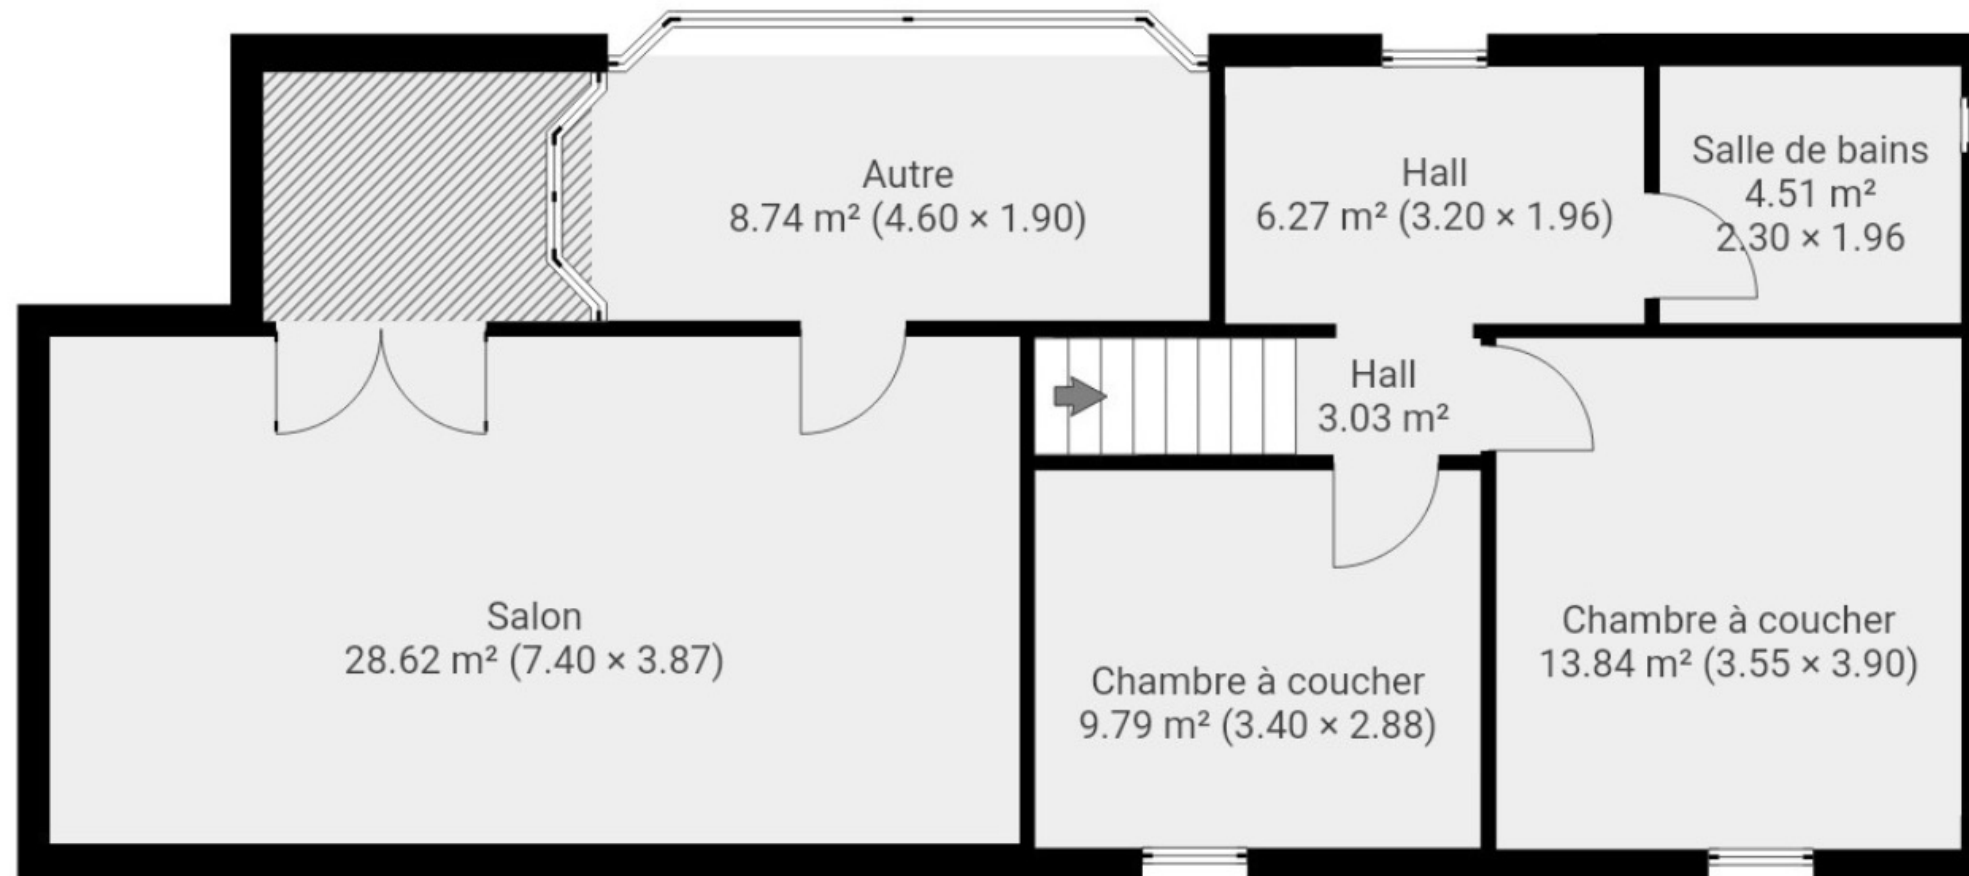 Autre
8.74 m² (4.60 × 1.90)
Hall
6.27 m² (3.20 × 1.96)
Salle de bains
4.51 m²
2.30 × 1.96
Hall
3.03 m²
Salon
28.62 m² (7.40 × 3.87)
Chambre à coucher
9.79 m² (3.40 × 2.88)
Chambre à coucher
13.84 m² (3.55 × 3.90)